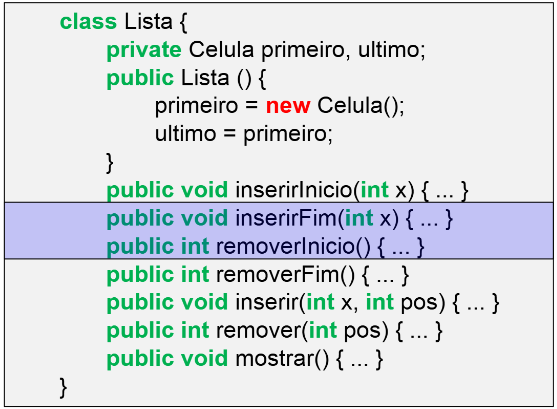 class Lista {
private Celula primeiro, ultimo;
public Lista () {
primeiro = new Celula();
ultimo = primeiro;
}
public void inserirInicio(int x) { ... }
public void inserirFim(int x) { ... }
public int removerInicio() { ... }
public int removerFim() { ... }
public void inserir(int x, int pos) { ... }
public int remover(int pos) { ... }
public void mostrar() { ... }
}